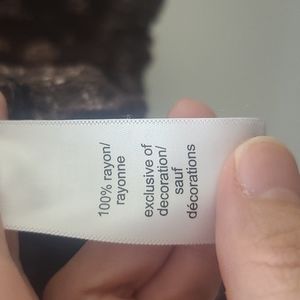 100% rayon/
rayonne
exclusive of
decoration/
sauf
décorations